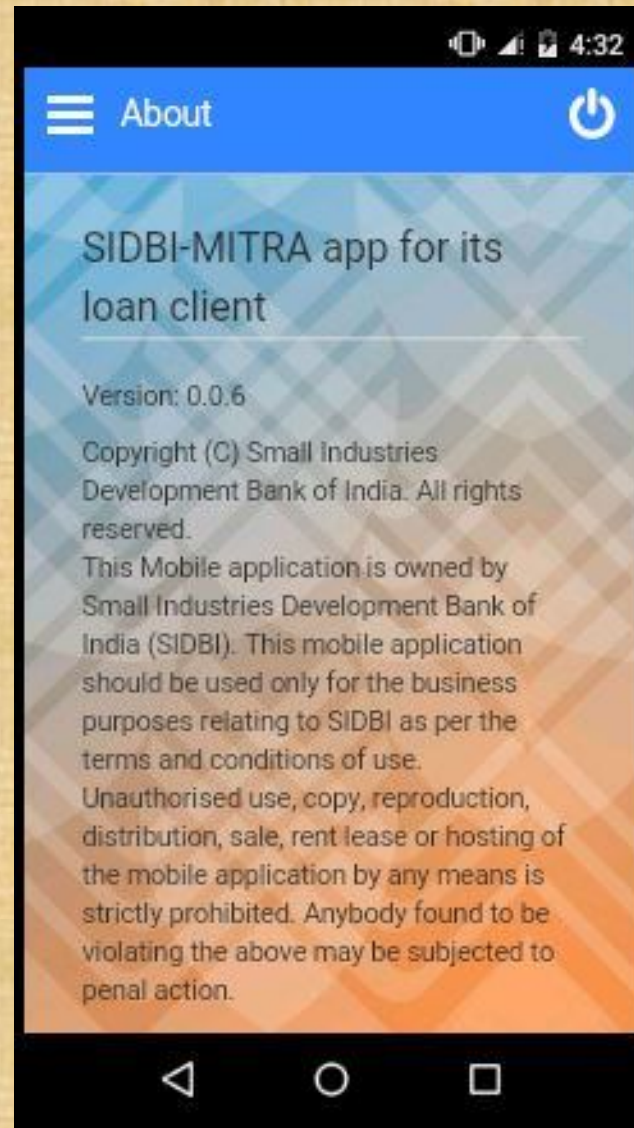 4:32
About
SIDBI-MITRA app for its
loan client
Version: 0.0.6
Copyright (C) Small Industries
Development Bank of India. All rights
reserved.
This Mobile application is owned by
Small Industries Development Bank of
India (SIDBI). This mobile application
should be used only for the business
purposes relating to SIDBI as per the
terms and conditions of use.
Unauthorised use, copy, reproduction,
distribution, sale, rent lease or hosting of
the mobile application by any means is
strictly prohibited. Anybody found to be
violating the above may be subjected to
penal action.